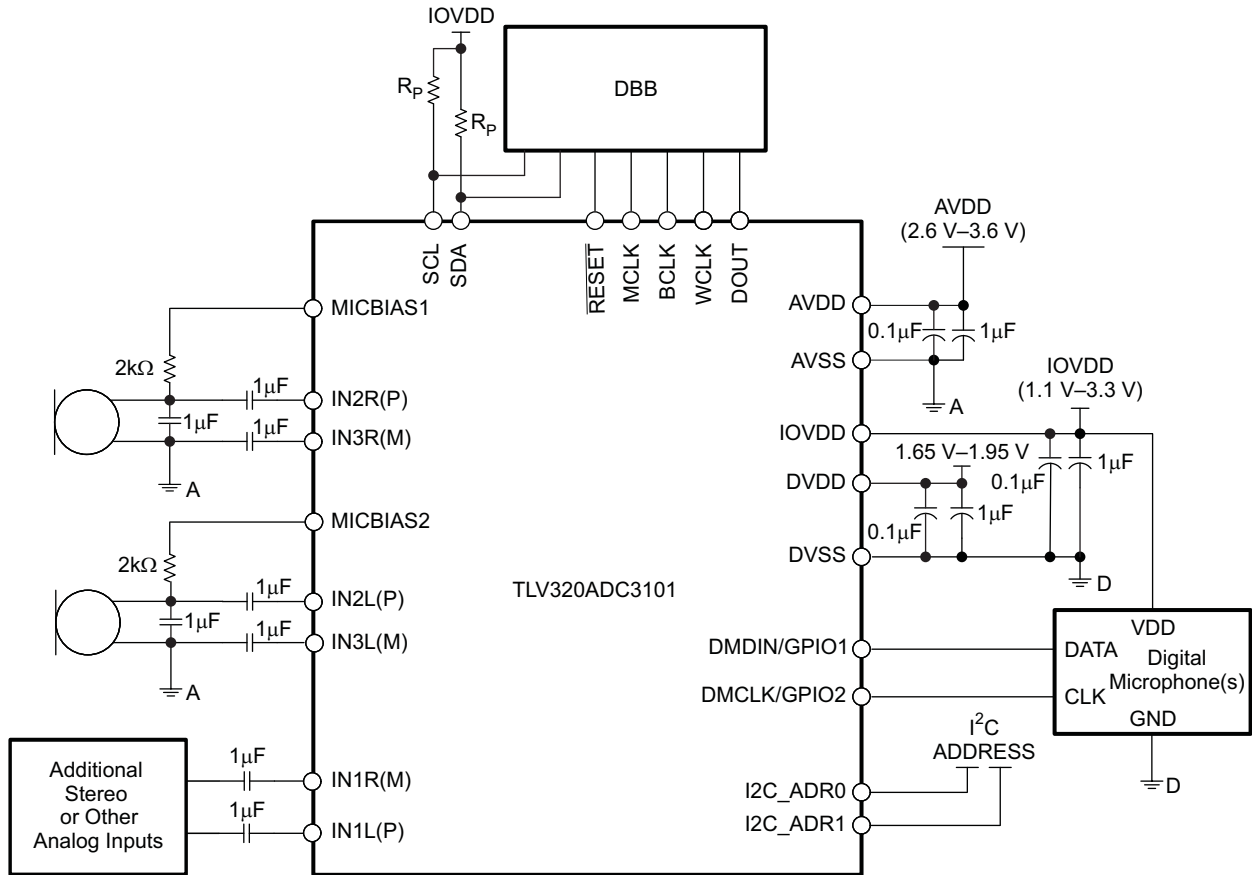 IOVDD
R_P
R_P
DBB
SCL
SDA
RESET
MCLK
BCLK
WCLK
DOUT
AVDD
(2.6 V–3.6 V)
MICBIAS1
2kΩ
1μF
IN2R(P)
1μF
1μF
IN3R(M)
A
MICBIAS2
2kΩ
1μF
IN2L(P)
1μF
1μF
IN3L(M)
A
Additional
Stereo
or Other
Analog Inputs
1μF
IN1R(M)
1μF
IN1L(P)
TLV320ADC3101
AVDD
0.1μF
1μF
AVSS
A
IOVDD
(1.1 V–3.3 V)
IOVDD
1.65 V–1.95 V
0.1μF
1μF
DVDD
0.1μF
1μF
DVSS
D
DMDIN/GPIO1
DMCLK/GPIO2
VDD
DATA
Digital
Microphone(s)
CLK
GND
D
I²C
ADDRESS
I2C_ADR0
I2C_ADR1